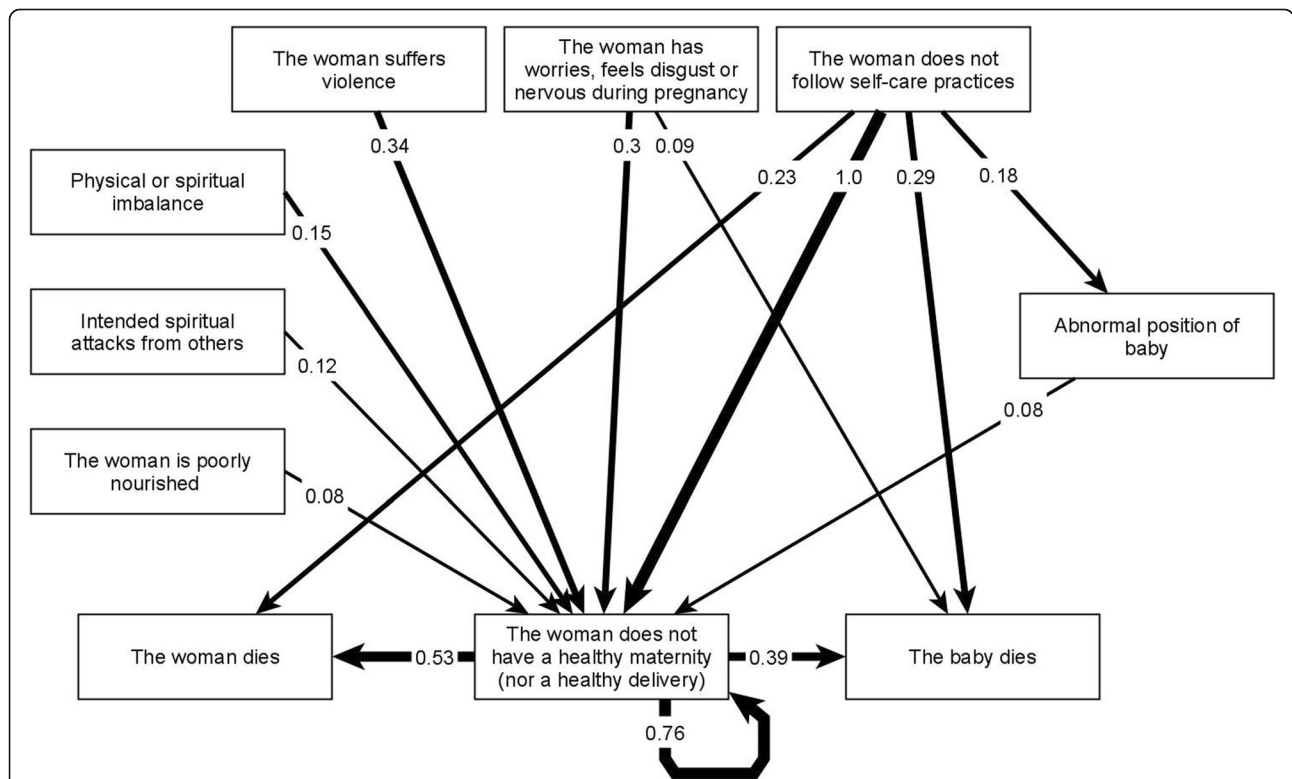 The woman suffers
violence
The woman has
worries, feels disgust or
nervous during pregnancy
The woman does not
follow self-care practices
0.34
0.3
0.09
0.23
1.0
0.29
0.18
Physical or spiritual
imbalance
0.15
Intended spiritual
attacks from others
0.12
Abnormal position of
baby
0.08
The woman is poorly
nourished
0.08
The woman dies
0.53
The woman does not
have a healthy maternity
(nor a healthy delivery)
0.39
The baby dies
0.76